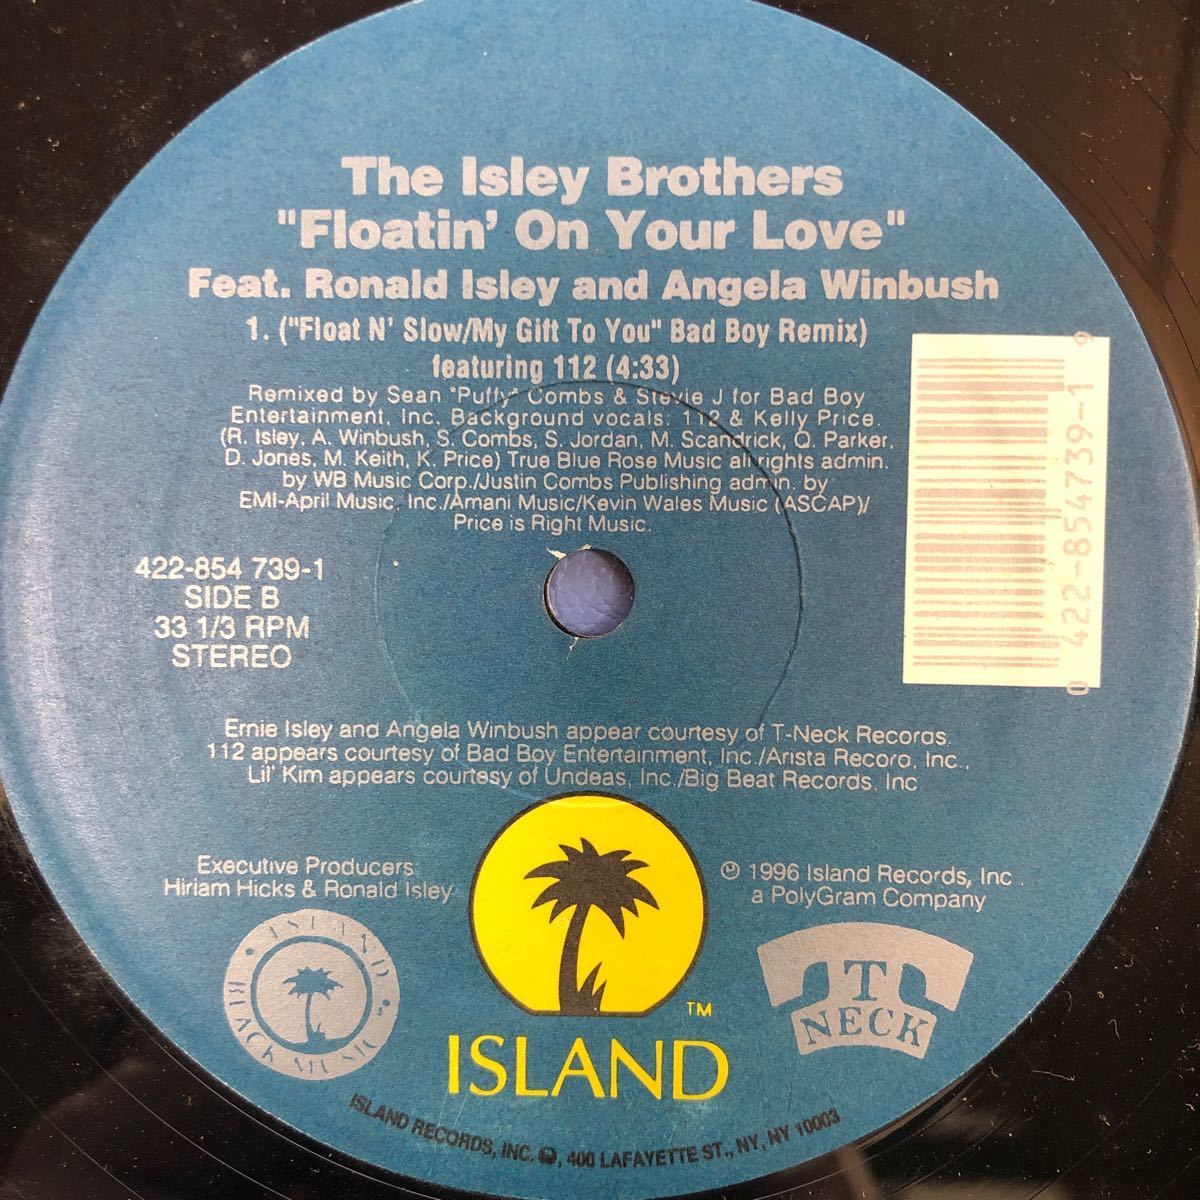 The Isley Brothers
"Floatin' On Your Love"
Feat. Ronald Isley and Angela Winbush
1. ("Float N' Slow/My Gift To You" Bad Boy Remix)
featuring 112 (4:33)
Remixed by Sean "Puffy" Combs & Stevie J for Bad Boy
Entertainment, Inc. Background vocals: 112 & Kelly Price.
(R. Isley, A. Winbush, S. Combs, S. Jordan, M. Scandrick, Q. Parker,
D. Jones, M. Keith, K. Price) True Blue Rose Music all rights admin.
by WB Music Corp./Justin Combs Publishing admin. by
EMI-April Music, Inc./Amani Music/Kevin Wales Music (ASCAP)/
Price is Right Music.
422-854 739-1
SIDE B
33 1/3 RPM
STEREO
0 422-854739-1 9
Ernie Isley and Angela Winbush appear courtesy of T-Neck Records.
112 appears courtesy of Bad Boy Entertainment, Inc./Arista Record, Inc.,
Lil' Kim appears courtesy of Undeas, Inc./Big Beat Records, Inc
Executive Producers
Hiriam Hicks & Ronald Isley
℗ 1996 Island Records, Inc.
a PolyGram Company
ISLAND
BLACK MUSIC
TM
ISLAND
T
NECK
ISLAND RECORDS, INC. ℗, 400 LAFAYETTE ST., NY, NY 10003